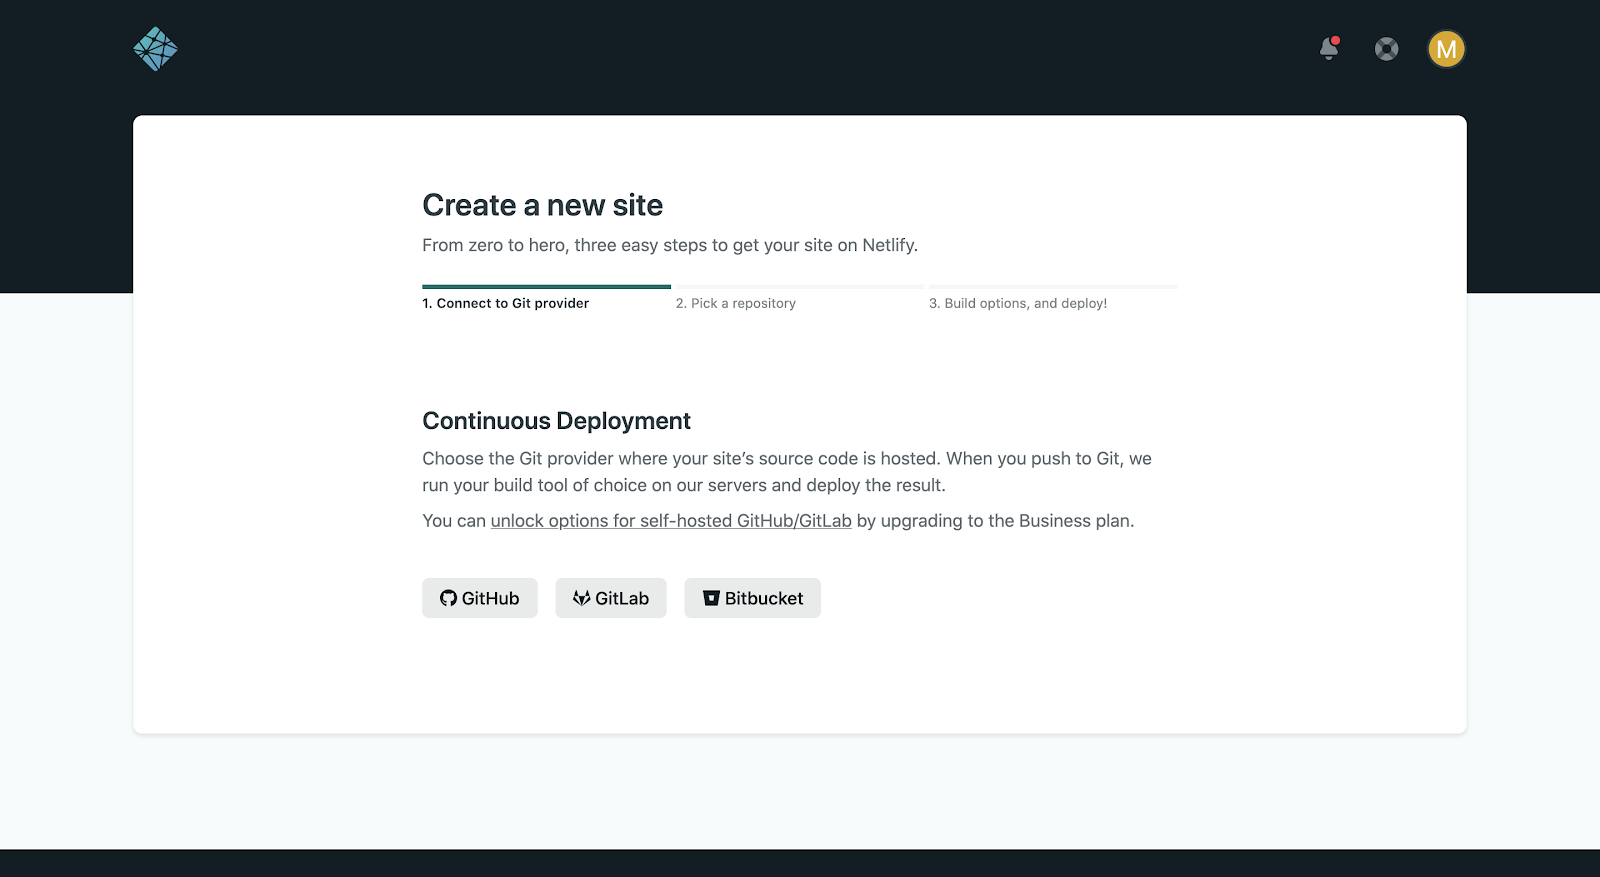 M
Create a new site
From zero to hero, three easy steps to get your site on Netlify.
1. Connect to Git provider
2. Pick a repository
3. Build options, and deploy!
Continuous Deployment
Choose the Git provider where your site’s source code is hosted. When you push to Git, we
run your build tool of choice on our servers and deploy the result.
You can unlock options for self-hosted GitHub/GitLab by upgrading to the Business plan.
GitHub
GitLab
Bitbucket